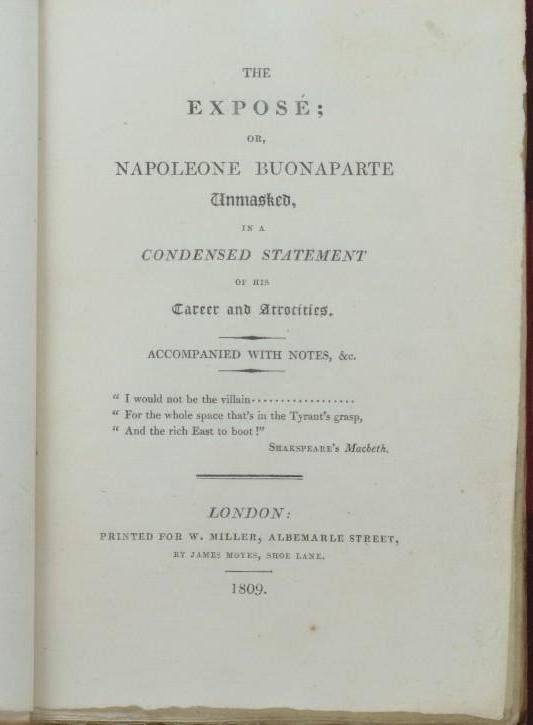 THE
EXPOSÉ;
OR,
NAPOLEONE BUONAPARTE
Unmasked,
IN A
CONDENSED STATEMENT
OF HIS
Career and Atrocities.
ACCOMPANIED WITH NOTES, &c.
“ I would not be the villain··················
“ For the whole space that's in the Tyrant's grasp,
“ And the rich East to boot!”
SHAKSPEARE's Macbeth.
LONDON:
PRINTED FOR W. MILLER, ALBEMARLE STREET,
BY JAMES MOYES, SHOE LANE.
1809.